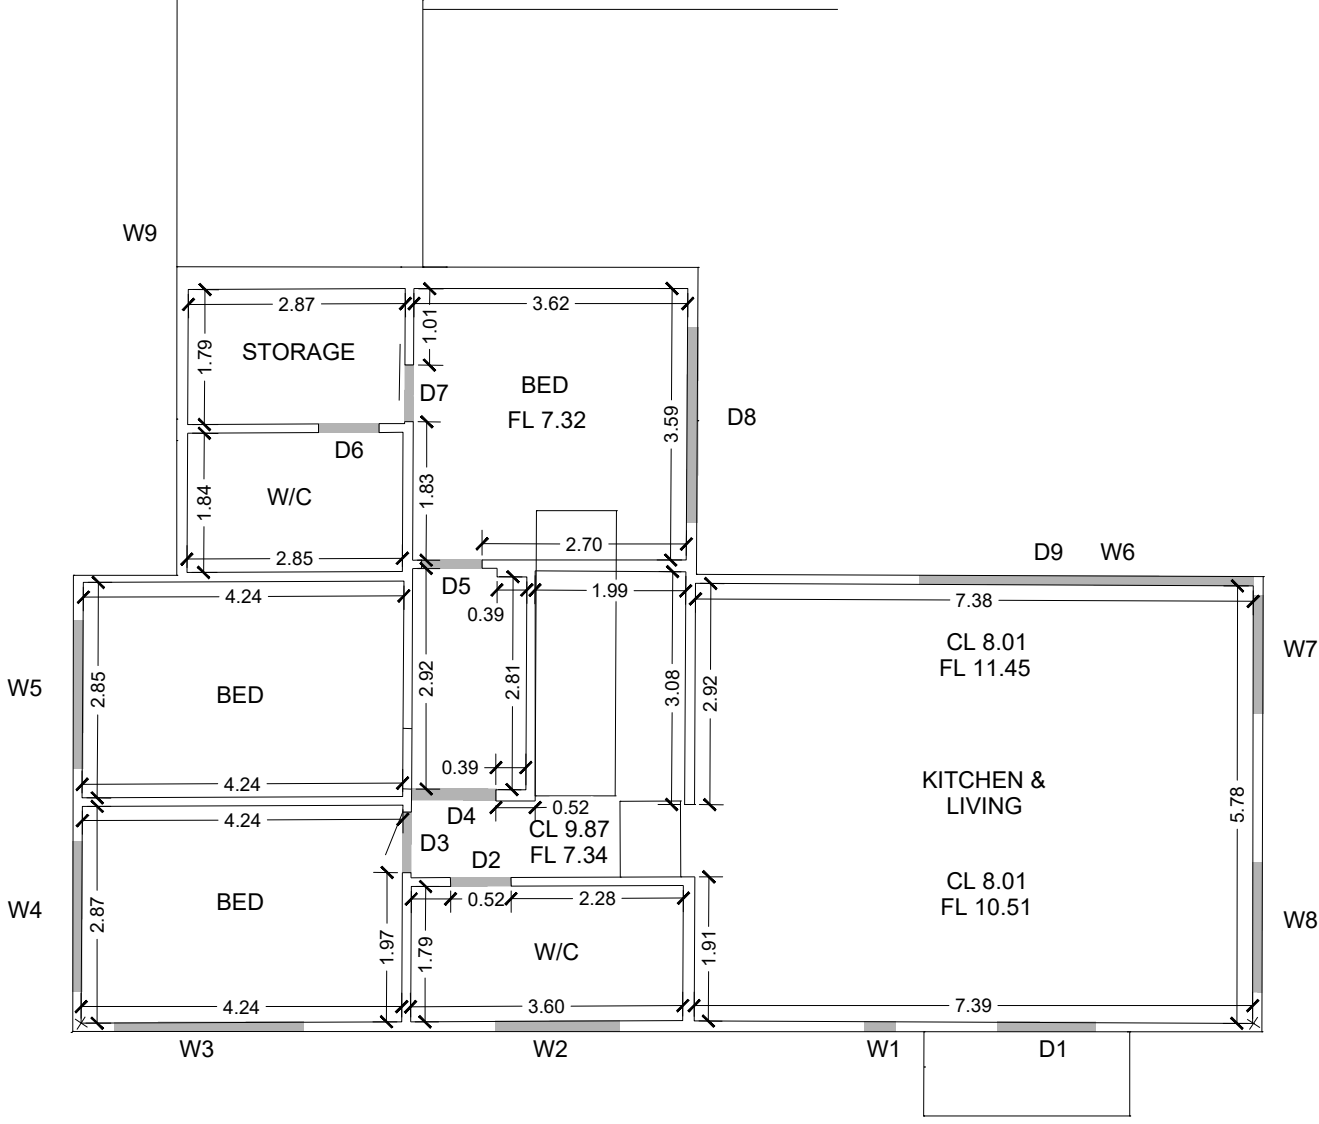 W9
2.87
3.62
1.01
1.79
STORAGE
BED
FL 7.32
D7
3.59
D8
D6
1.84
W/C
1.83
2.85
2.70
D9
W6
D5
4.24
0.39
1.99
7.38
CL 8.01
FL 11.45
W7
W5
2.85
BED
2.92
2.81
3.08
2.92
0.39
4.24
KITCHEN &
LIVING
5.78
D4
0.52
4.24
CL 9.87
FL 7.34
D3
D2
W4
2.87
BED
0.52
2.28
CL 8.01
FL 10.51
W8
1.97
1.79
W/C
1.91
4.24
3.60
7.39
W3
W2
W1
D1